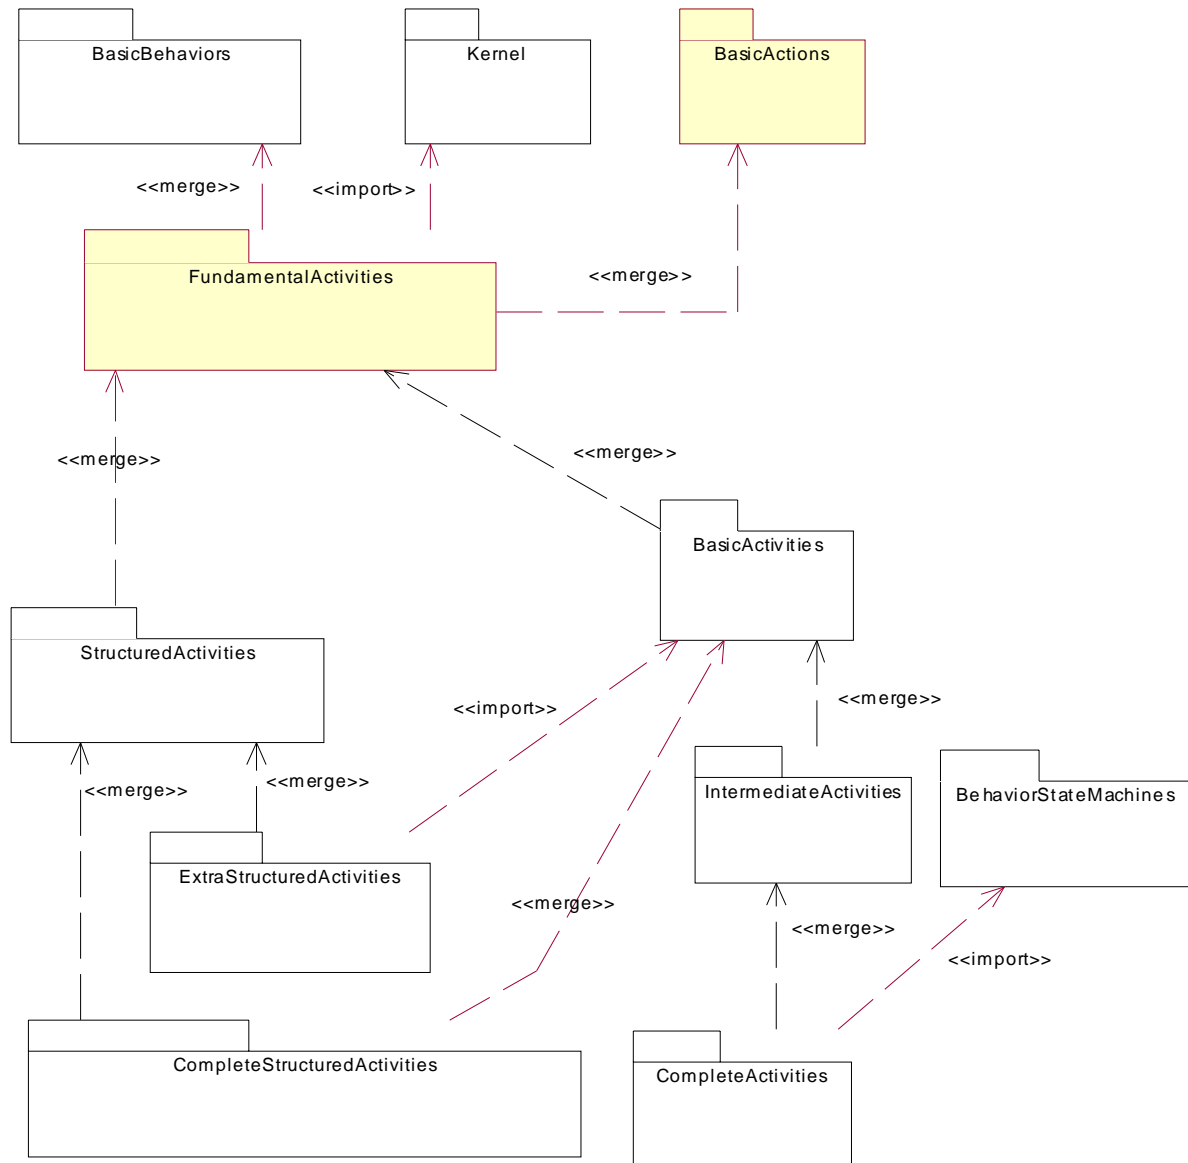 BasicBehaviors
Kernel
BasicActions
<<merge>>
<<import>>
<<merge>>
FundamentalActivities
<<merge>>
<<merge>>
BasicActivities
StructuredActivities
<<import>>
<<merge>>
<<merge>>
<<merge>>
IntermediateActivities
BehaviorStateMachines
ExtraStructuredActivities
<<merge>>
<<merge>>
<<import>>
CompleteStructuredActivities
CompleteActivities